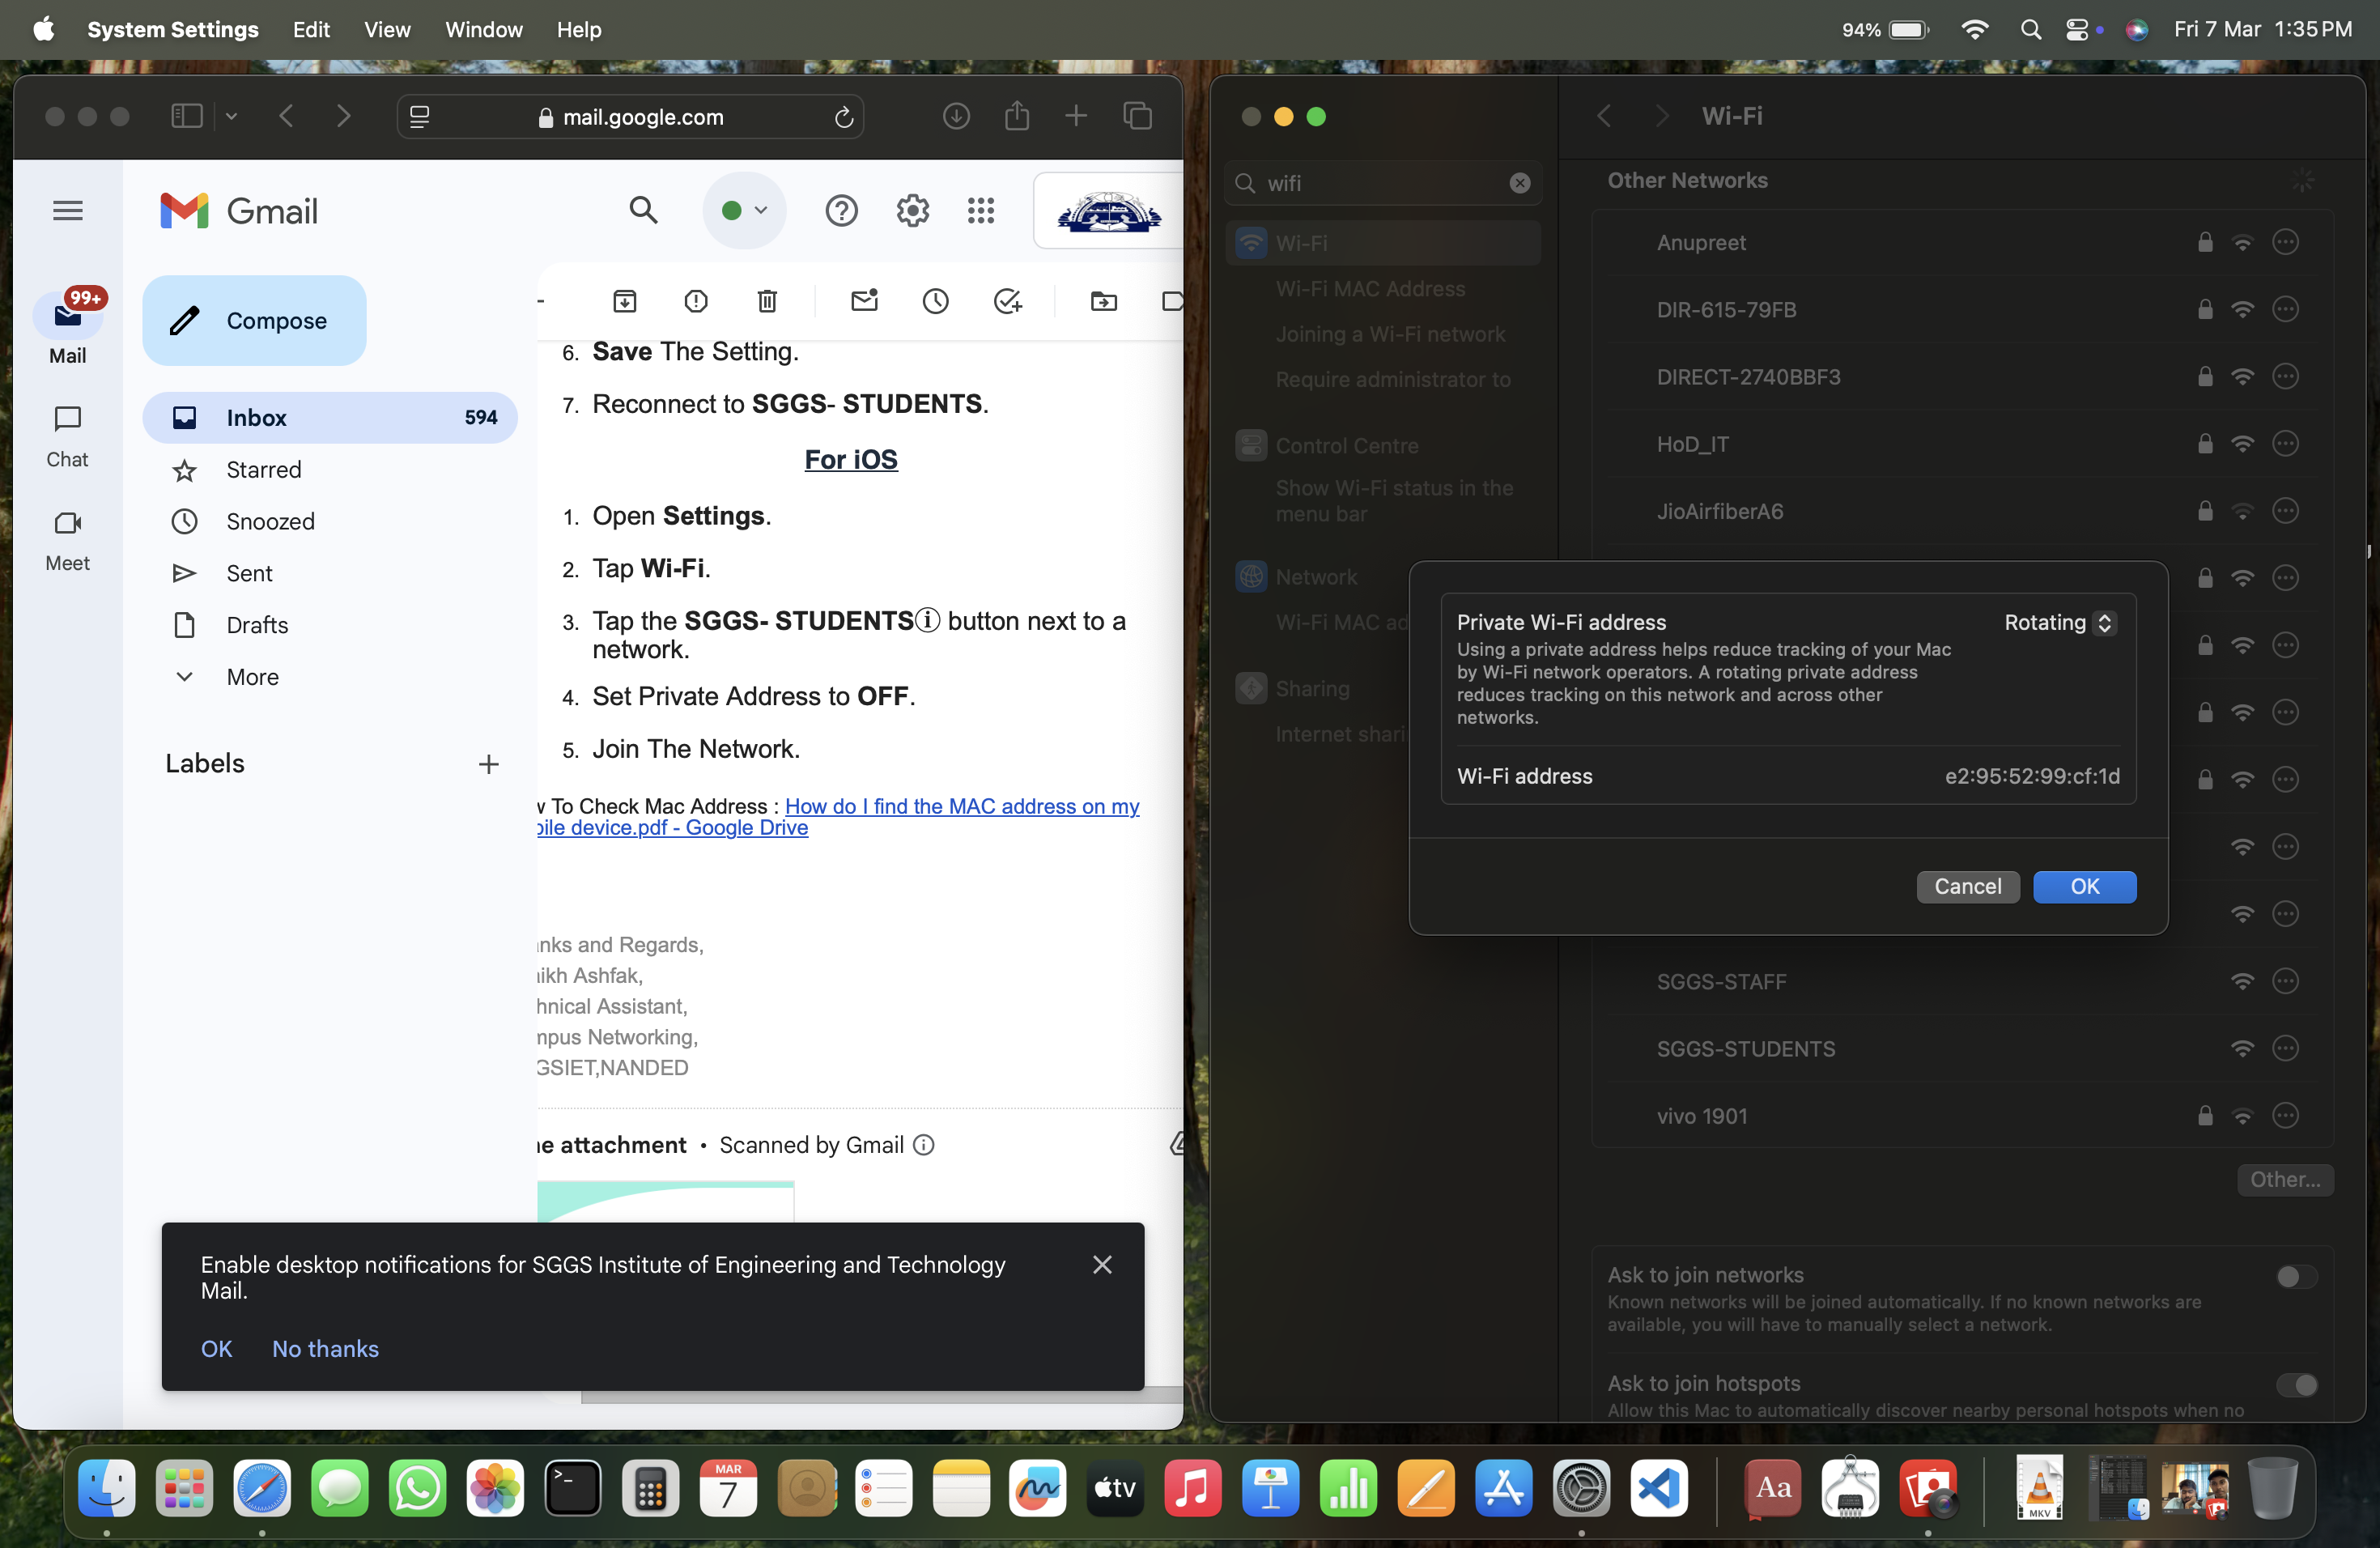 System Settings Edit View Window Help
94% Fri 7 Mar 1:35 PM
mail.google.com
Gmail
99+
Mail
Chat
Meet
Compose
Inbox 594
Starred
Snoozed
Sent
Drafts
More
Labels
6. Save The Setting.
7. Reconnect to SGGS- STUDENTS.
For iOS
1. Open Settings.
2. Tap Wi-Fi.
3. Tap the SGGS- STUDENTSⓘ button next to a
network.
4. Set Private Address to OFF.
5. Join The Network.
w To Check Mac Address : How do I find the MAC address on my
bile device.pdf - Google Drive
nks and Regards,
ikh Ashfak,
hnical Assistant,
mpus Networking,
GSIET,NANDED
ne attachment • Scanned by Gmail
Enable desktop notifications for SGGS Institute of Engineering and Technology
Mail.
OK No thanks
wifi
Wi-Fi
Wi-Fi MAC Address
Joining a Wi-Fi network
Require administrator to
Control Centre
Show Wi-Fi status in the
menu bar
Network
Wi-Fi MAC ad
Sharing
Internet shari
Wi-Fi
Other Networks
Anupreet
DIR-615-79FB
DIRECT-2740BBF3
HoD_IT
JioAirfiberA6
Private Wi-Fi address Rotating
Using a private address helps reduce tracking of your Mac
by Wi-Fi network operators. A rotating private address
reduces tracking on this network and across other
networks.
Wi-Fi address e2:95:52:99:cf:1d
Cancel OK
SGGS-STAFF
SGGS-STUDENTS
vivo 1901
Other...
Ask to join networks
Known networks will be joined automatically. If no known networks are
available, you will have to manually select a network.
Ask to join hotspots
Allow this Mac to automatically discover nearby personal hotspots when no
MAR
7
tv
Aa
MKV